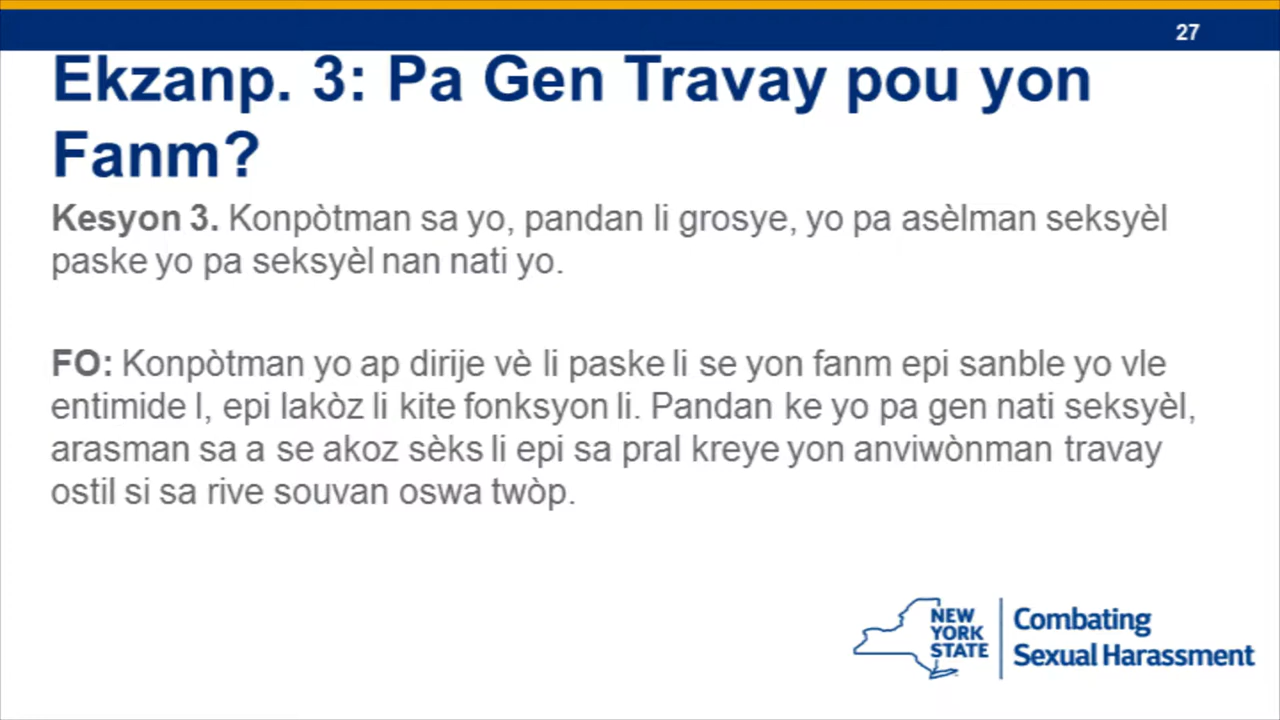 27
Ekzanp. 3: Pa Gen Travay pou yon
Fanm?
Kesyon 3. Konpòtman sa yo, pandan li grosye, yo pa asèlman seksyèl
paske yo pa seksyèl nan nati yo.
FO: Konpòtman yo ap dirije vè li paske li se yon fanm epi sanble yo vle
entimide l, epi lakòz li kite fonksyon li. Pandan ke yo pa gen nati seksyèl,
arasman sa a se akoz sèks li epi sa pral kreye yon anviwònman travay
ostil si sa rive souvan oswa twòp.
NEW
YORK
STATE
Combating
Sexual Harassment